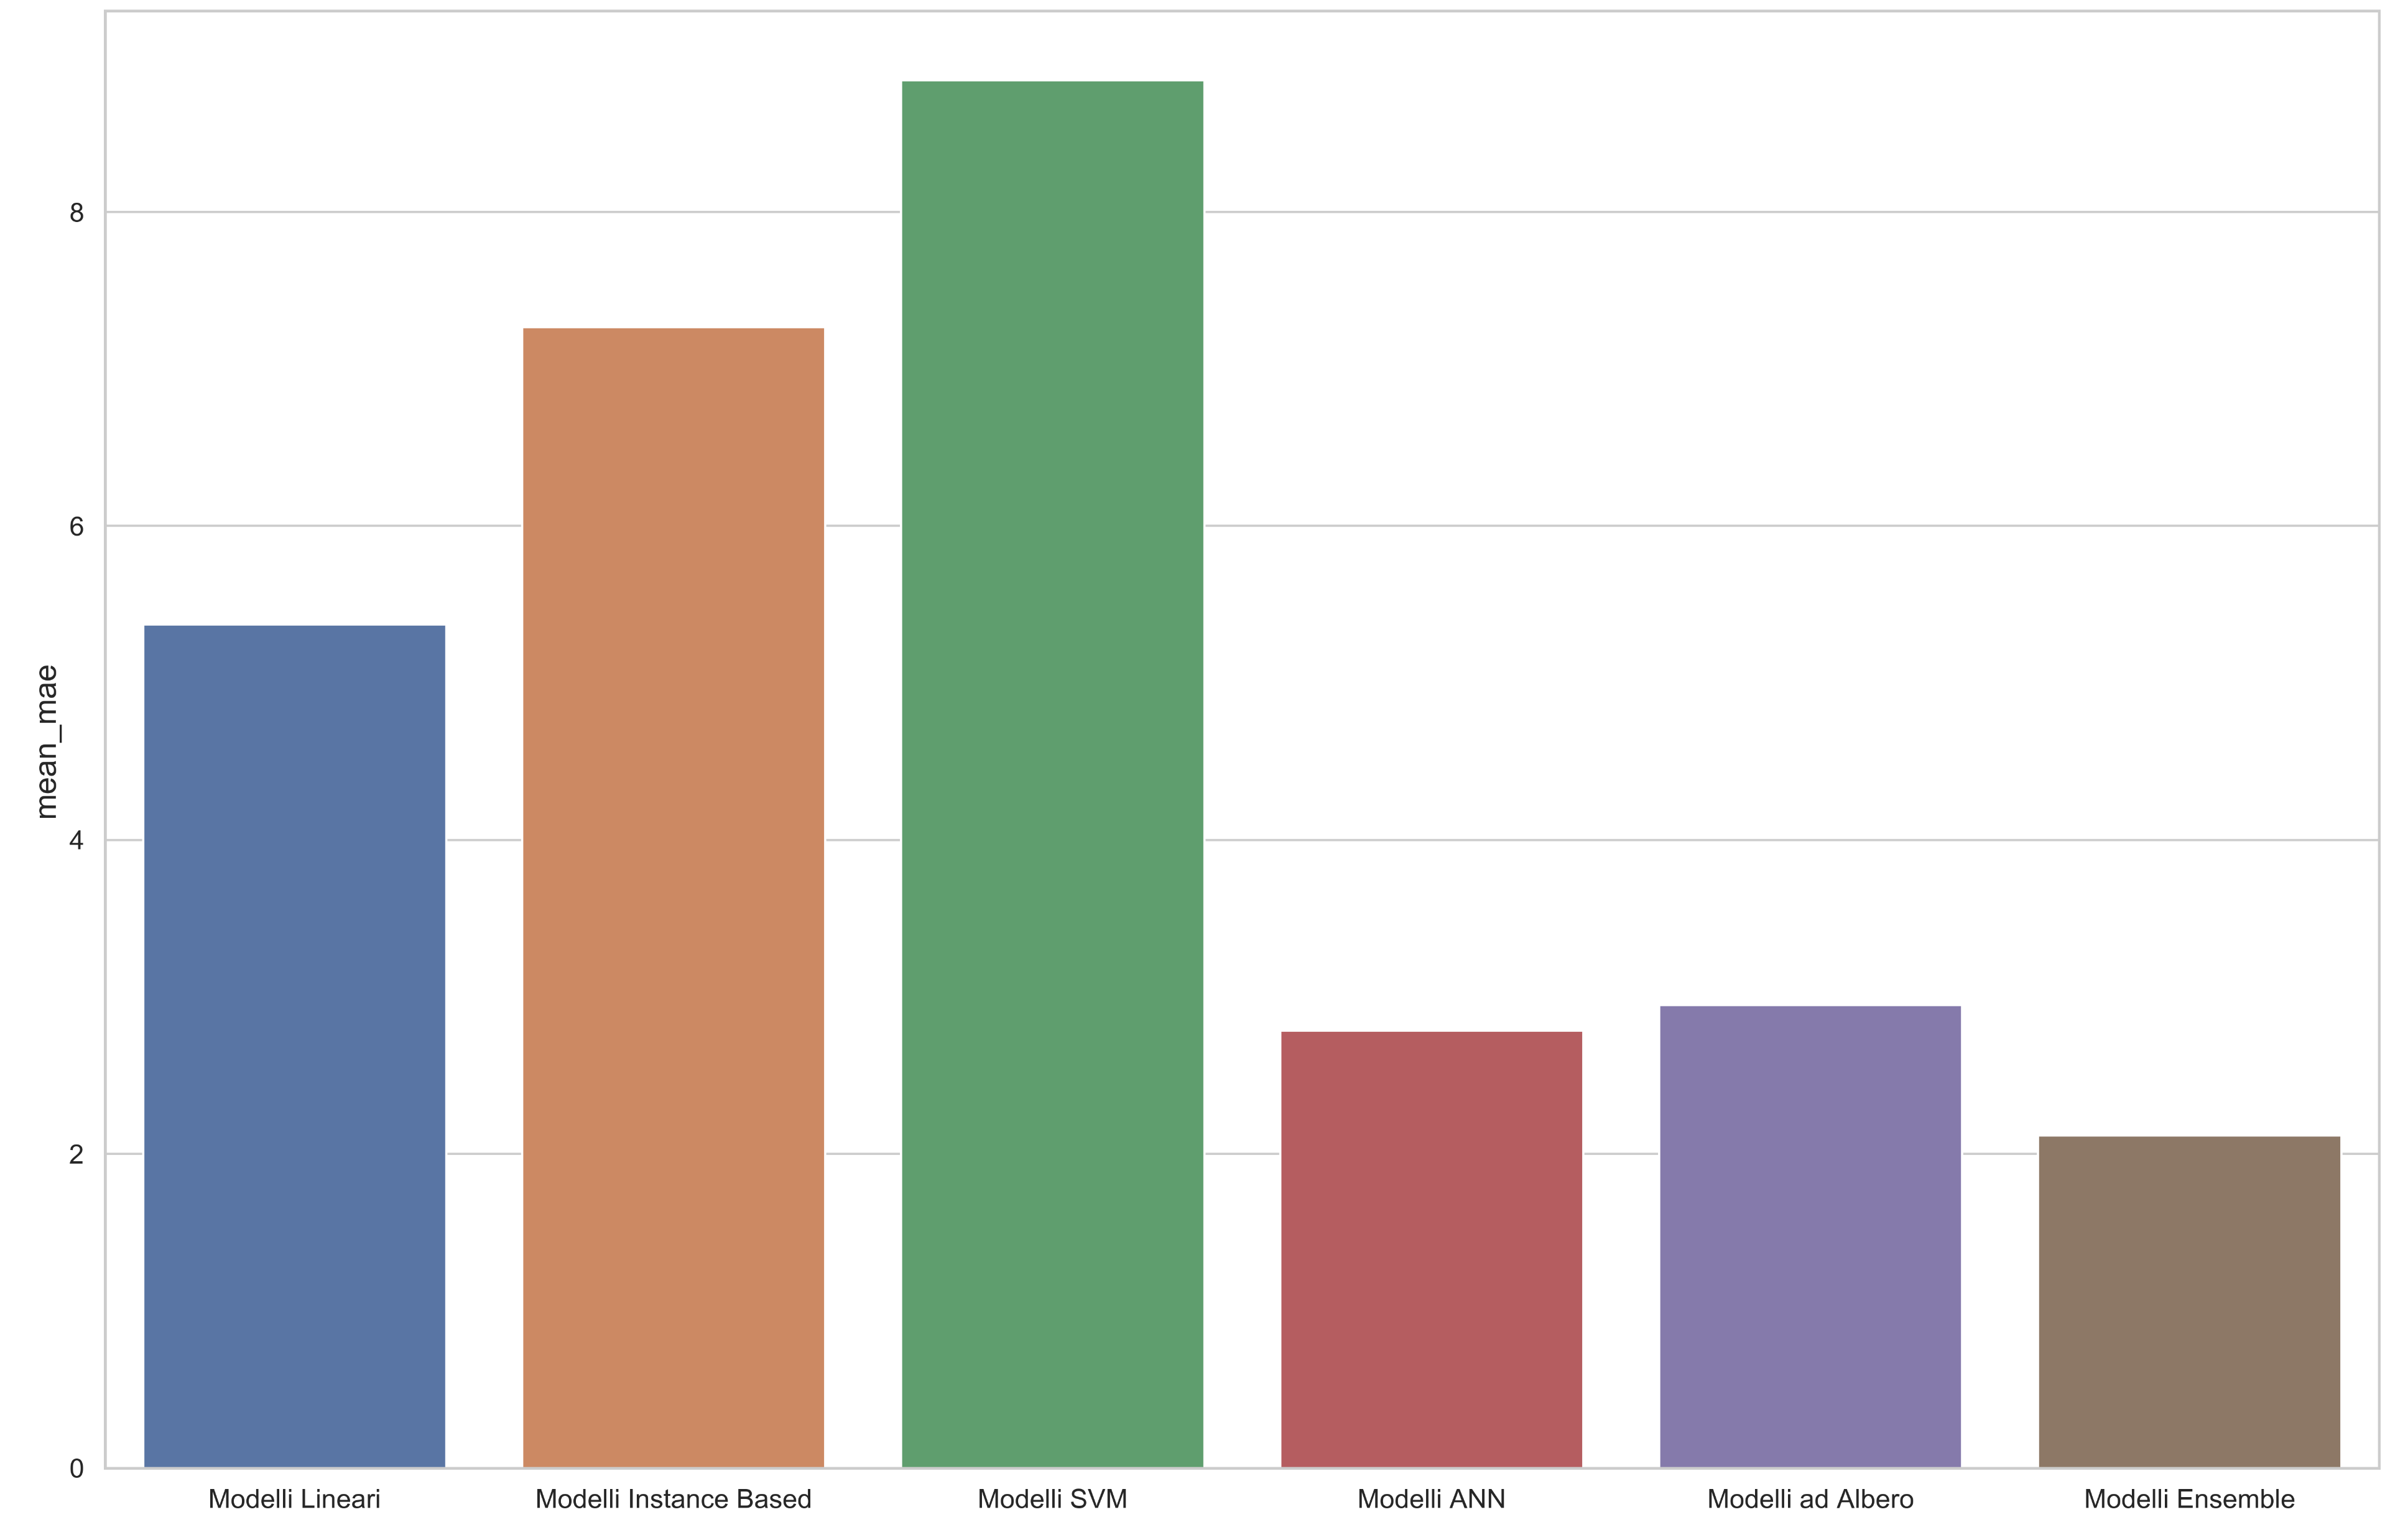 mean_mae
8
6
4
2
0
Modelli Lineari
Modelli Instance Based
Modelli SVM
Modelli ANN
Modelli ad Albero
Modelli Ensemble